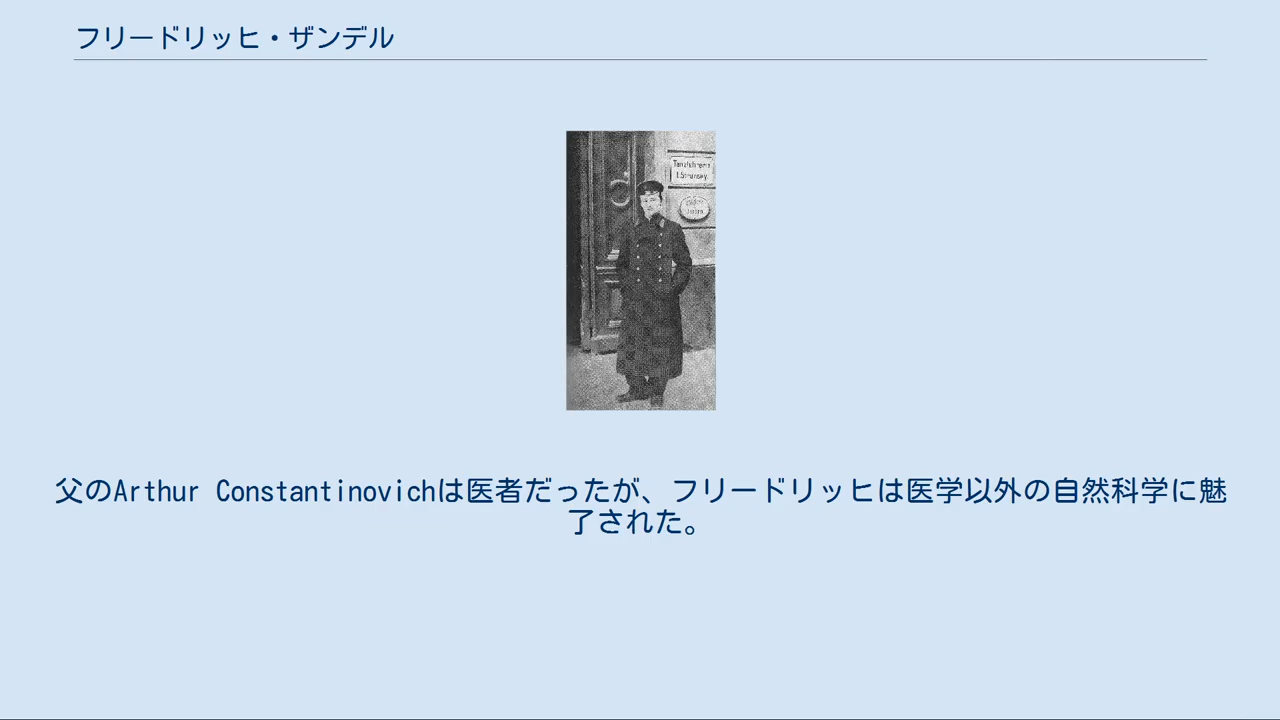 フリードリッヒ・ザンデル
Tanzlehrerin
父のArthur Constantinovichは医者だったが、フリードリッヒは医学以外の自然科学に魅
了された。